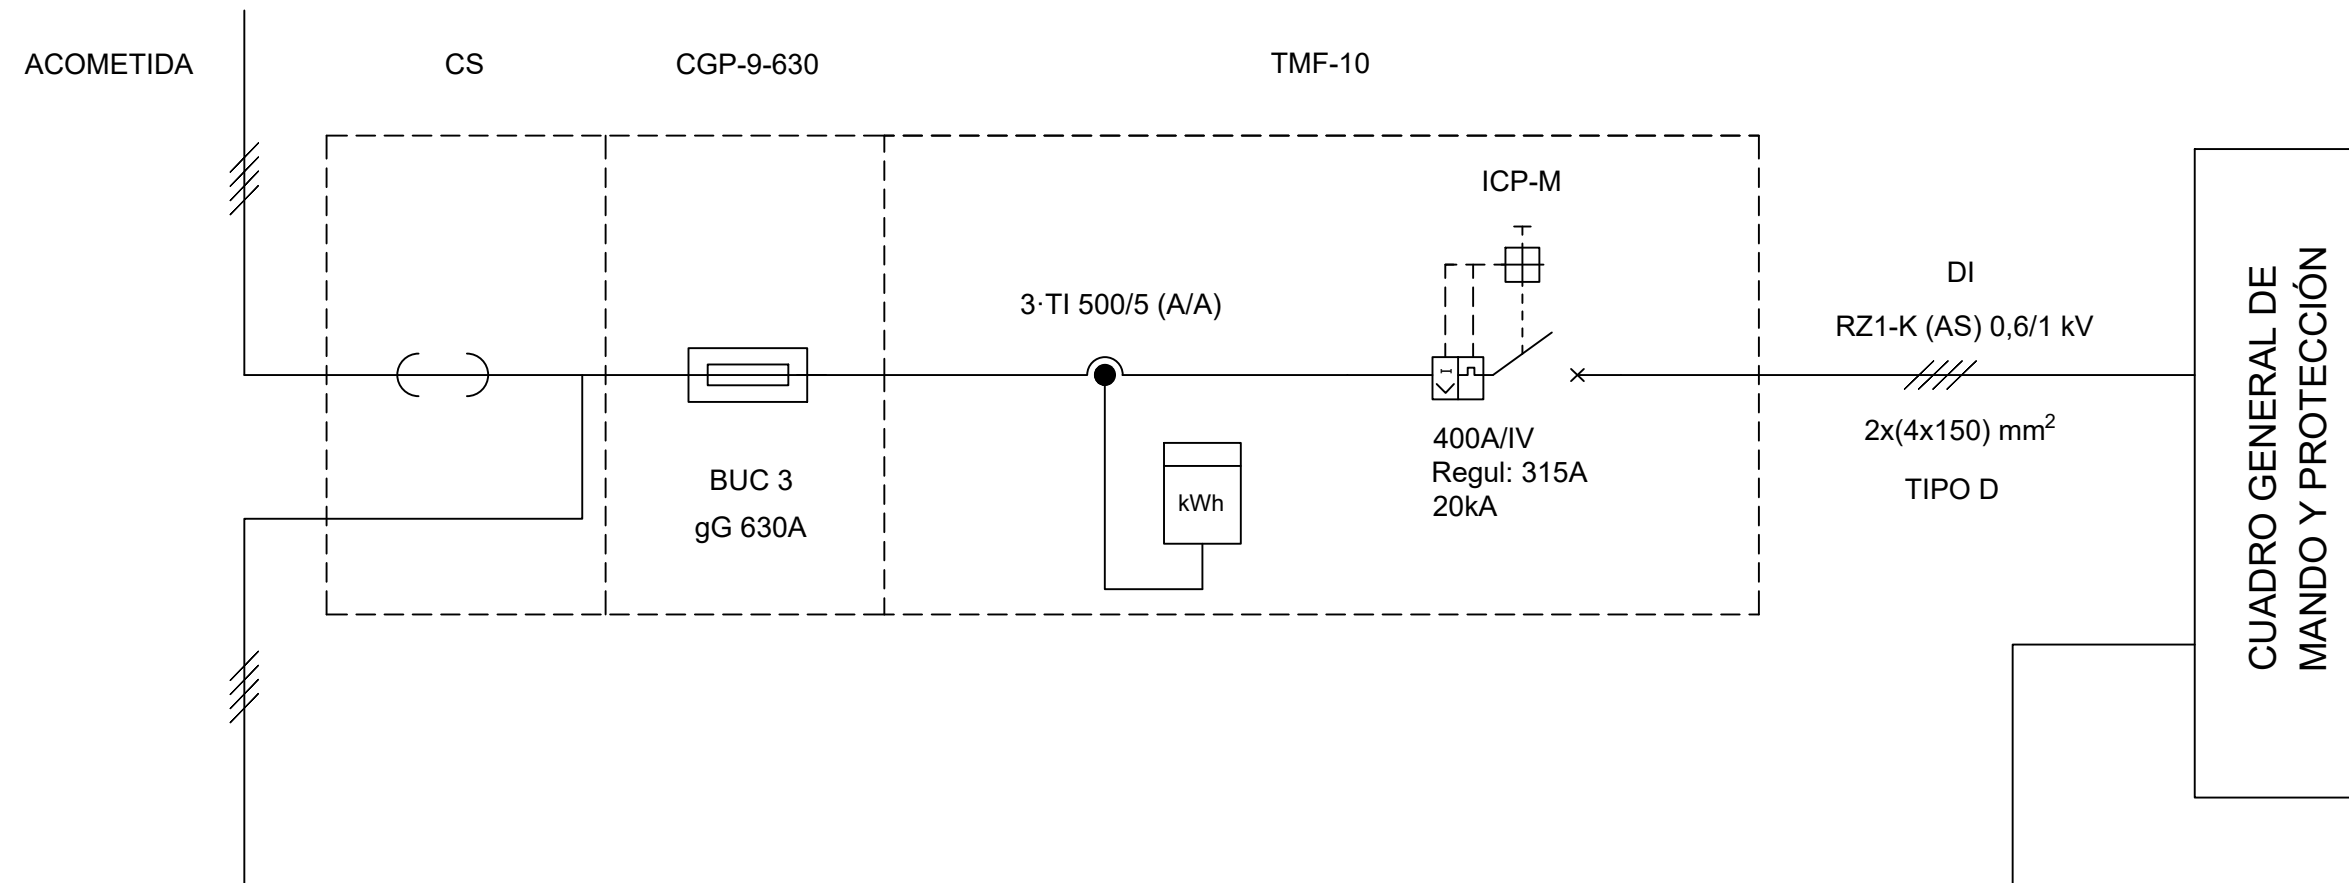 ACOMETIDA
CS
CGP-9-630
TMF-10
ICP-M
3·TI 500/5 (A/A)
DI
RZ1-K (AS) 0,6/1 kV
2x(4x150) mm²
TIPO D
BUC 3
gG 630A
kWh
400A/IV
Regul: 315A
20kA
I
CUADRO GENERAL DE
MANDO Y PROTECCIÓN